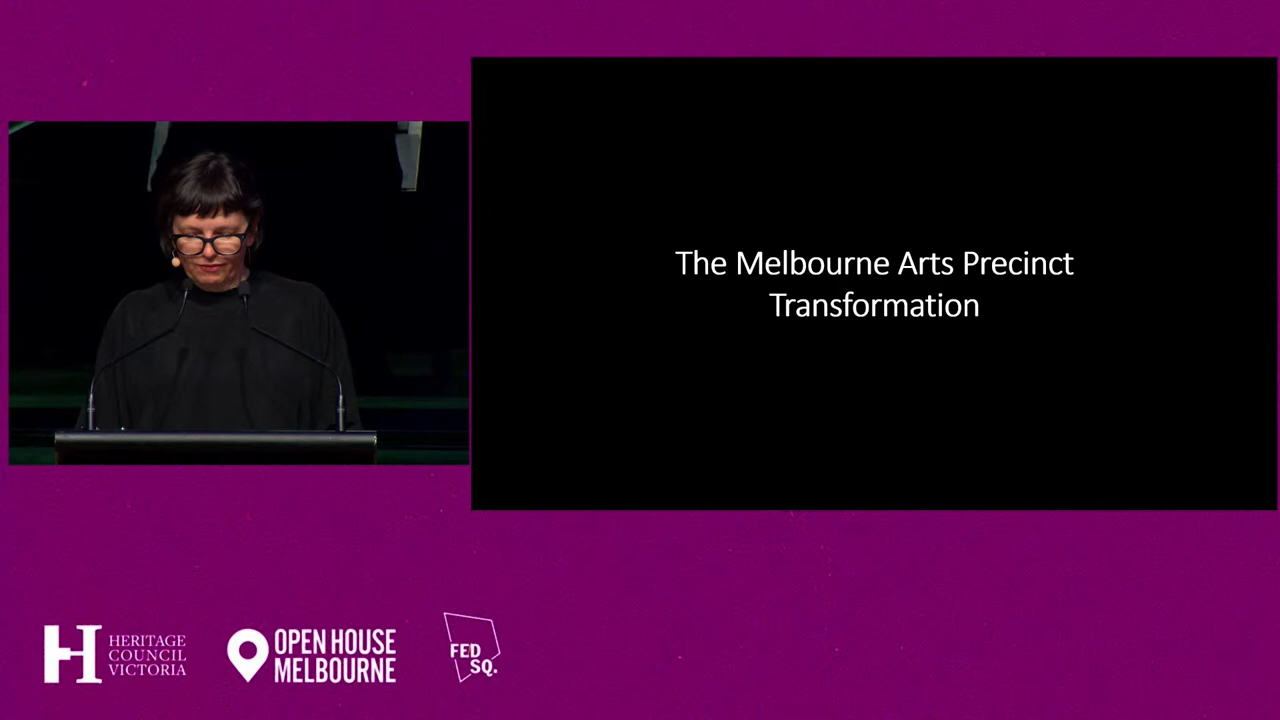 The Melbourne Arts Precinct
Transformation
HERITAGE
COUNCIL
VICTORIA
OPEN HOUSE
MELBOURNE
FED
SQ.